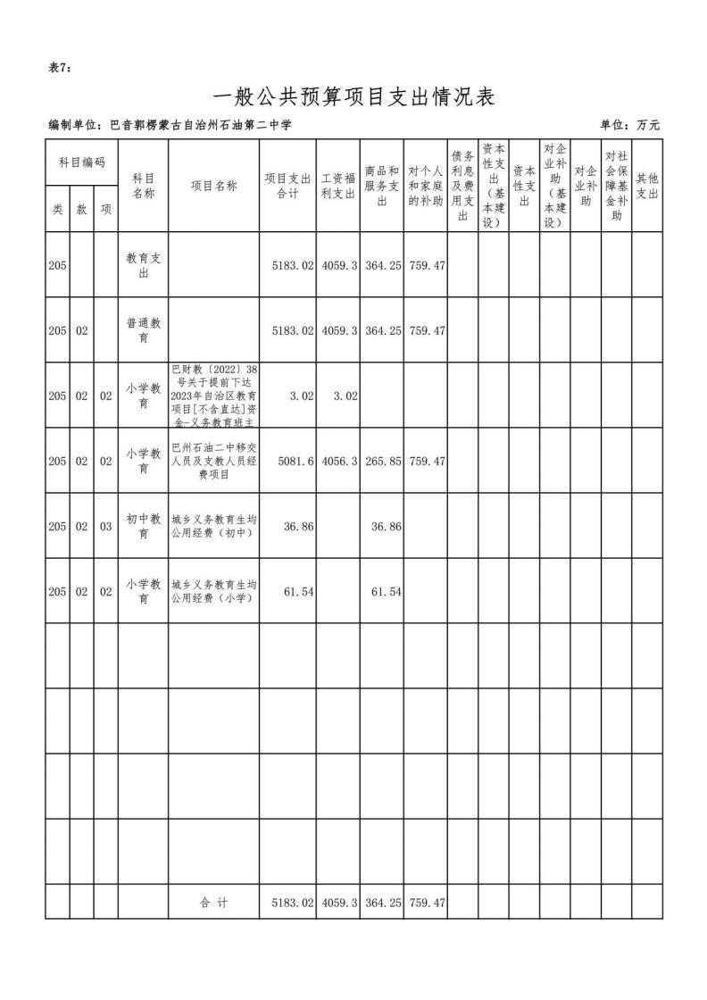 表7：
一般公共预算项目支出情况表
编制单位：巴音郭楞蒙古自治州石油第二中学 单位：万元
科目编码 科目名称 项目名称 项目支出合计 工资福利支出 商品和服务支出 对个人和家庭的补助 债务利息及费用支出 资本性支出（基本建设） 资本性支出 对企业补助（基本建设） 对企业补助 对社会保障基金补助 其他支出
类 款 项
205 教育支出 5183.02 4059.3 364.25 759.47
205 02 普通教育 5183.02 4059.3 364.25 759.47
205 02 02 小学教育 巴财教〔2022〕38号关于提前下达2023年自治区教育项目[不含直达]资金-义务教育班主 3.02 3.02
205 02 02 小学教育 巴州石油二中移交人员及支教人员经费项目 5081.6 4056.3 265.85 759.47
205 02 03 初中教育 城乡义务教育生均公用经费（初中） 36.86 36.86
205 02 02 小学教育 城乡义务教育生均公用经费（小学） 61.54 61.54
合 计 5183.02 4059.3 364.25 759.47